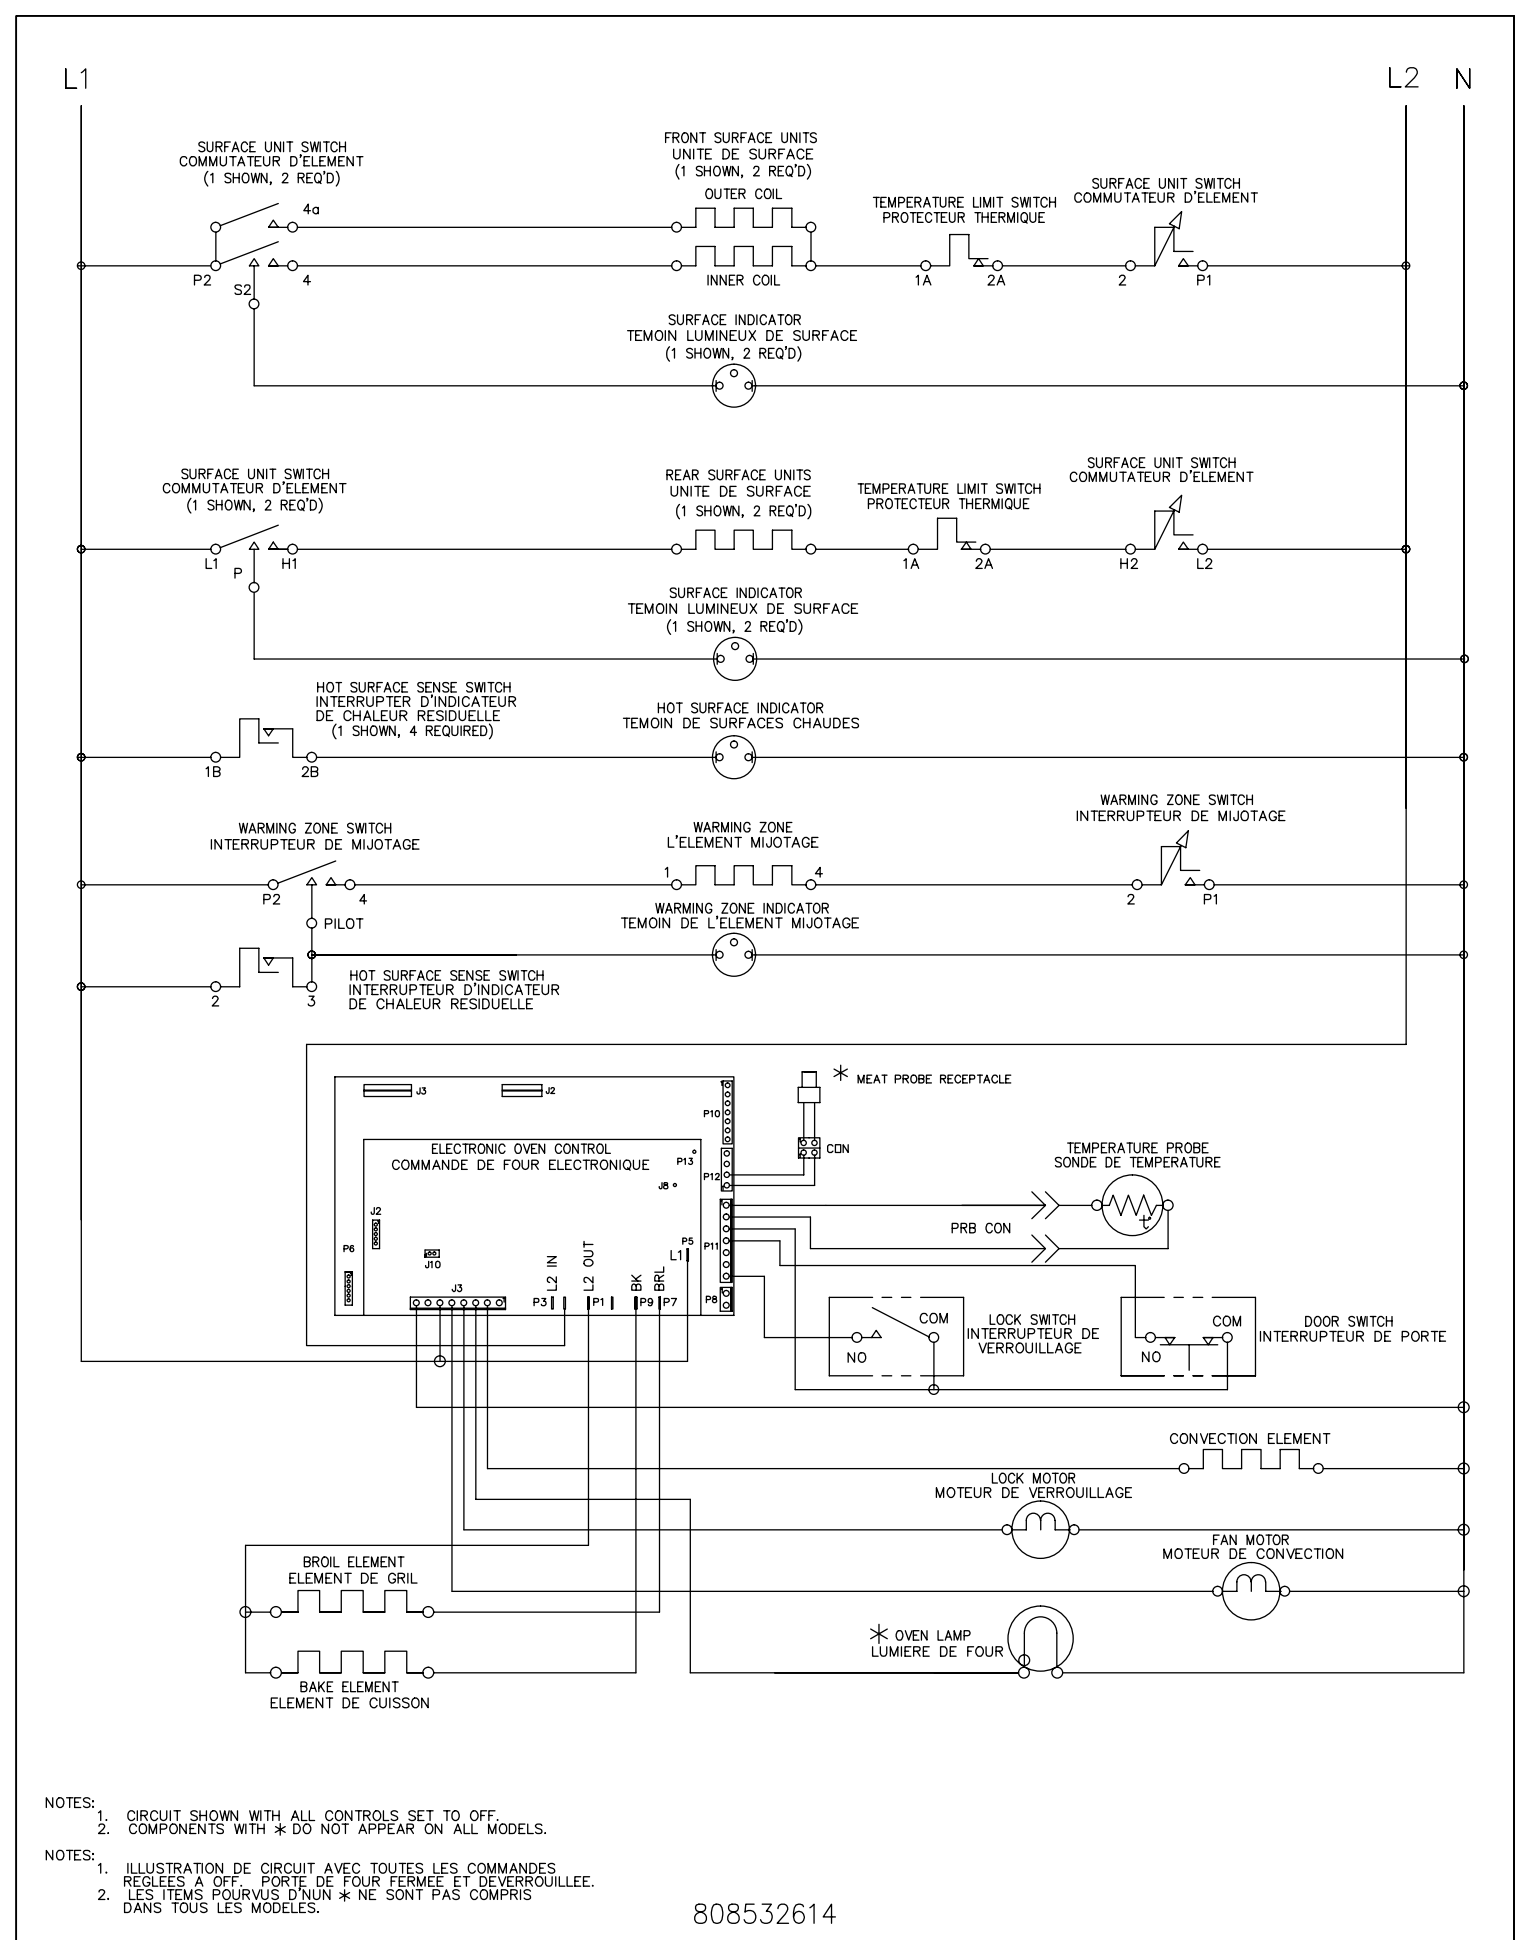 L1
L2
N
SURFACE UNIT SWITCH
COMMUTATEUR D'ELEMENT
(1 SHOWN, 2 REQ'D)
FRONT SURFACE UNITS
UNITE DE SURFACE
(1 SHOWN, 2 REQ'D)
OUTER COIL
TEMPERATURE LIMIT SWITCH
PROTECTEUR THERMIQUE
SURFACE UNIT SWITCH
COMMUTATEUR D'ELEMENT
4a
P2
S2
4
INNER COIL
1A
2A
2
P1
SURFACE INDICATOR
TEMOIN LUMINEUX DE SURFACE
(1 SHOWN, 2 REQ'D)
SURFACE UNIT SWITCH
COMMUTATEUR D'ELEMENT
(1 SHOWN, 2 REQ'D)
REAR SURFACE UNITS
UNITE DE SURFACE
(1 SHOWN, 2 REQ'D)
TEMPERATURE LIMIT SWITCH
PROTECTEUR THERMIQUE
SURFACE UNIT SWITCH
COMMUTATEUR D'ELEMENT
L1
P
H1
1A
2A
H2
L2
SURFACE INDICATOR
TEMOIN LUMINEUX DE SURFACE
(1 SHOWN, 2 REQ'D)
HOT SURFACE SENSE SWITCH
INTERRUPTER D'INDICATEUR
DE CHALEUR RESIDUELLE
(1 SHOWN, 4 REQUIRED)
HOT SURFACE INDICATOR
TEMOIN DE SURFACES CHAUDES
1B
2B
WARMING ZONE SWITCH
INTERRUPTEUR DE MIJOTAGE
WARMING ZONE
L'ELEMENT MIJOTAGE
WARMING ZONE SWITCH
INTERRUPTEUR DE MIJOTAGE
P2
4
1
4
2
P1
PILOT
WARMING ZONE INDICATOR
TEMOIN DE L'ELEMENT MIJOTAGE
2
3
HOT SURFACE SENSE SWITCH
INTERRUPTEUR D'INDICATEUR
DE CHALEUR RESIDUELLE
J3
J2
P10
* MEAT PROBE RECEPTACLE
CON
ELECTRONIC OVEN CONTROL
COMMANDE DE FOUR ELECTRONIQUE
P13
P12
J8
TEMPERATURE PROBE
SONDE DE TEMPERATURE
t°
PRB CON
J2
P6
J10
P5
L1
P11
L2 IN
L2 OUT
BK
BRL
J3
P3
P1
P9
P7
P8
COM
NO
LOCK SWITCH
INTERRUPTEUR DE
VERROUILLAGE
COM
NO
DOOR SWITCH
INTERRUPTEUR DE PORTE
CONVECTION ELEMENT
LOCK MOTOR
MOTEUR DE VERROUILLAGE
FAN MOTOR
MOTEUR DE CONVECTION
BROIL ELEMENT
ELEMENT DE GRIL
* OVEN LAMP
LUMIERE DE FOUR
BAKE ELEMENT
ELEMENT DE CUISSON
NOTES:
1. CIRCUIT SHOWN WITH ALL CONTROLS SET TO OFF.
2. COMPONENTS WITH * DO NOT APPEAR ON ALL MODELS.
NOTES:
1. ILLUSTRATION DE CIRCUIT AVEC TOUTES LES COMMANDES
REGLEES A OFF. PORTE DE FOUR FERMEE ET DEVERROUILLEE.
2. LES ITEMS POURVUS D'NUN * NE SONT PAS COMPRIS
DANS TOUS LES MODELES.
808532614